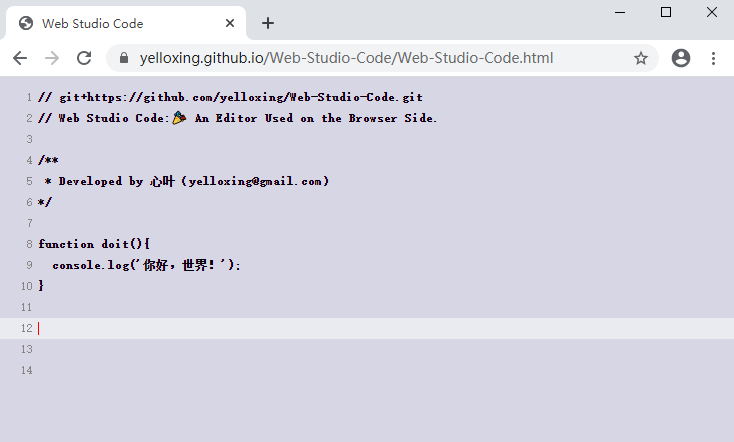 Web Studio Code
yelloxing.github.io/Web-Studio-Code/Web-Studio-Code.html
1 // git+https://github.com/yelloxing/Web-Studio-Code.git
2 // Web Studio Code:🎉 An Editor Used on the Browser Side.
3
4 /**
5  * Developed by 心叶（yelloxing@gmail.com）
6 */
7
8 function doit(){
9   console.log('你好，世界！');
10 }
11
12
13
14